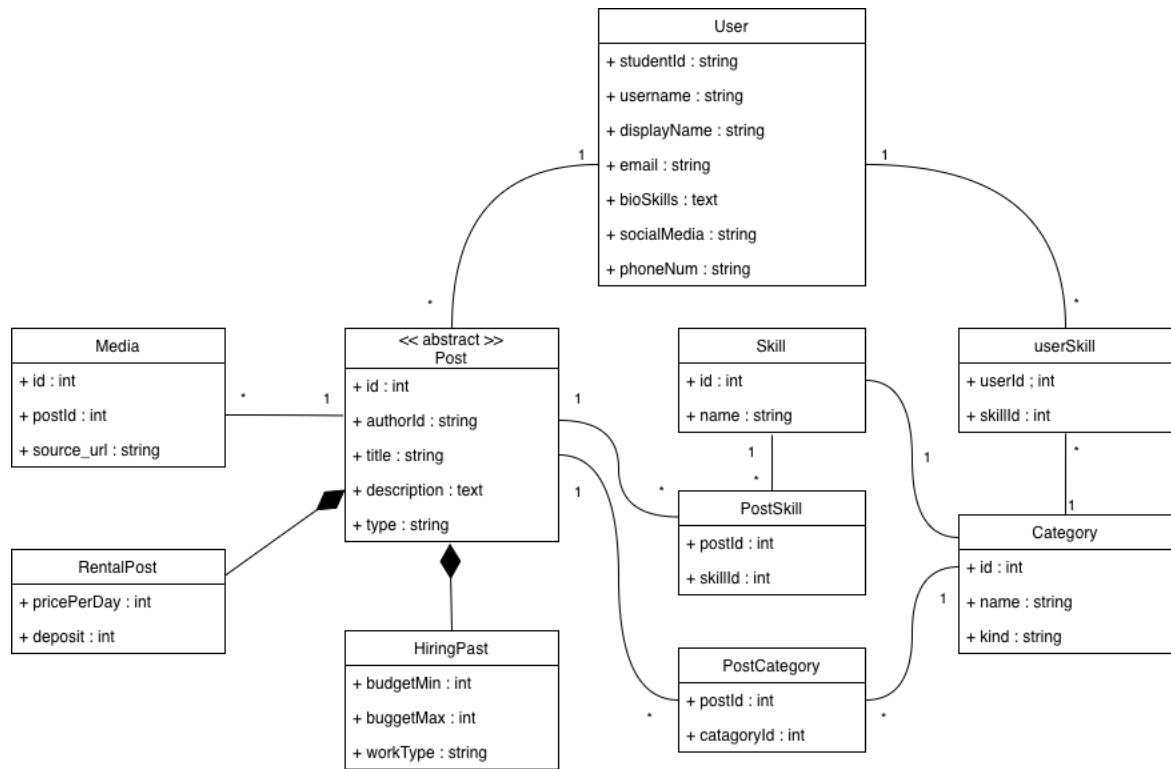 User
+ studentId : string
+ username : string
+ displayName : string
+ email : string
+ bioSkills : text
+ socialMedia : string
+ phoneNum : string
1
1
*
*
Media
+ id : int
+ postId : int
+ source_url : string
*
1
<< abstract >>
Post
+ id : int
+ authorId : string
+ title : string
+ description : text
+ type : string
1
1
Skill
+ id : int
+ name : string
1
*
1
userSkill
+ userId ; int
+ skillId : int
*
1
*
PostSkill
+ postId : int
+ skillId : int
Category
+ id : int
+ name : string
+ kind : string
1
RentalPost
+ pricePerDay : int
+ deposit : int
HiringPast
+ budgetMin : int
+ buggetMax : int
+ workType : string
PostCategory
+ postId : int
+ catagoryId : int
*
*